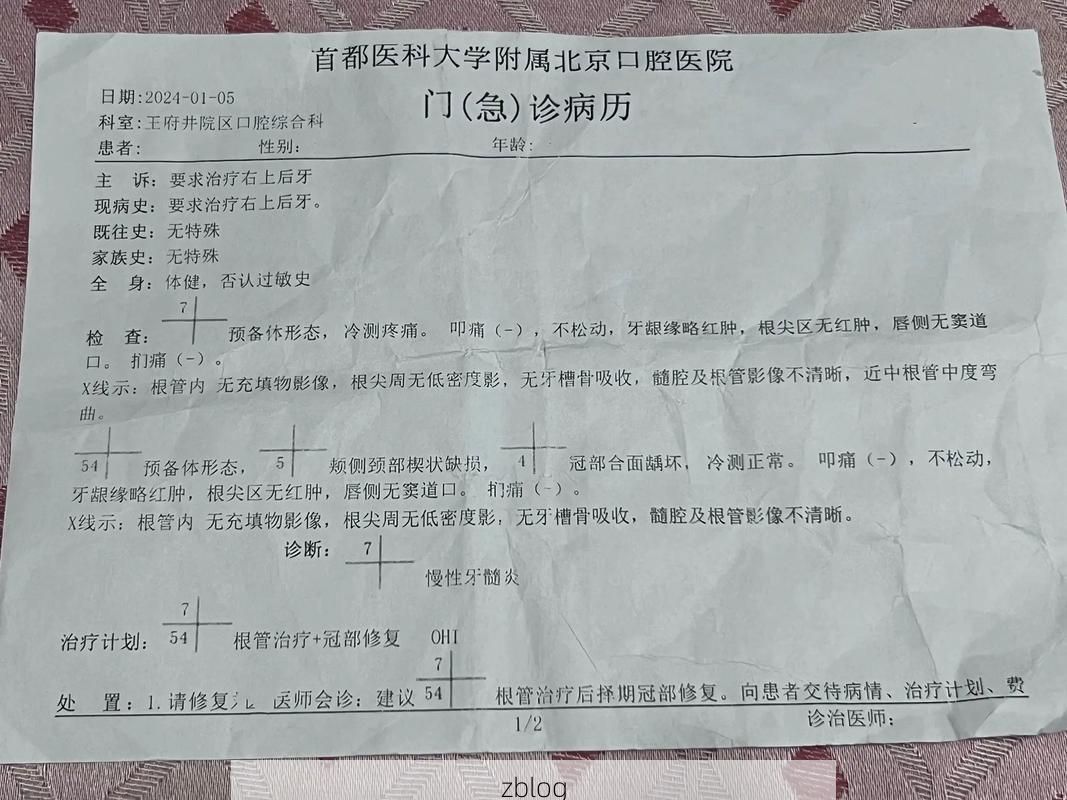 首都医科大学附属北京口腔医院
日期:2024-01-05
门(急)诊病历
科室:王府井院区口腔综合科
患者: 性别: 年龄:
主 诉: 要求治疗右上后牙
现病史: 要求治疗右上后牙。
既往史: 无特殊
家族史: 无特殊
全 身: 体健, 否认过敏史
7
检 查: 预备体形态, 冷测疼痛。 叩痛(-), 不松动, 牙龈缘略红肿, 根尖区无红肿, 唇侧无窦道
口。 扪痛(-)。
X线示: 根管内 无充填物影像, 根尖周无低密度影, 无牙槽骨吸收, 髓腔及根管影像不清晰, 近中根管中度弯
曲。
54 预备体形态, 5 颊侧颈部楔状缺损, 4 冠部合面龋坏, 冷测正常。 叩痛(-), 不松动,
牙龈缘略红肿, 根尖区无红肿, 唇侧无窦道口。 扪痛(-)。
X线示: 根管内 无充填物影像, 根尖周无低密度影, 无牙槽骨吸收, 髓腔及根管影像不清晰。
诊断: 7
慢性牙髓炎
7
治疗计划: 54 根管治疗+冠部修复 OHI
7
处 置: 1.请修复 医师会诊: 建议 54 根管治疗后择期冠部修复。向患者交待病情、治疗计划、费
1/2 诊治医师:
zblog